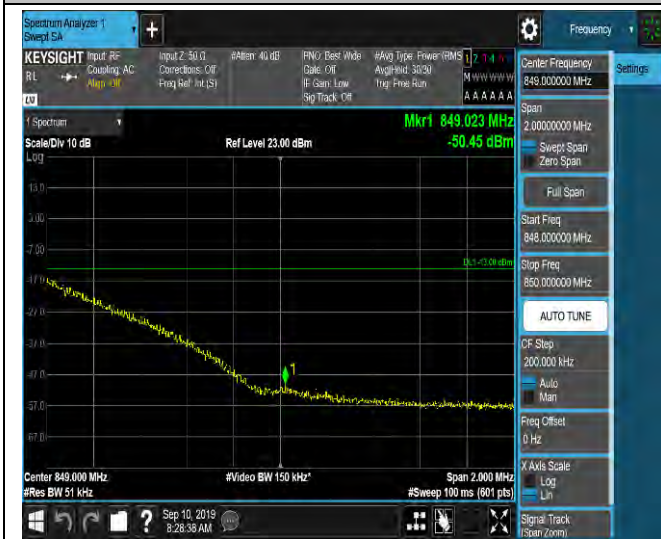 Spectrum Analyzer 1
Swept SA
+
Frequency
KEYSIGHT
RL
Input: RF
Coupling: AC
Align: Off
Input Z: 50 Ω
Corrections: Off
Freq Ref: Int (S)
#Atten: 40 dB
PNO: Best Wide
Gate: Off
IF Gain: Low
Sig Track: Off
#Avg Type: Power (RMS
Avg|Hold: 30/30
Trig: Free Run
M W W W W W
A A A A A A
LXI
1 Spectrum
Scale/Div 10 dB
Log
Ref Level 23.00 dBm
Mkr1 849.023 MHz
-50.45 dBm
13.0
3.00
-7.00
DL1 -13.00 dBm
-17.0
-27.0
-37.0
-47.0
1
-57.0
-67.0
Center 849.000 MHz
#Video BW 150 kHz*
Span 2.000 MHz
#Res BW 51 kHz
#Sweep 100 ms (601 pts)
?
Sep 10, 2019
8:28:38 AM
Center Frequency
849.000000 MHz
Settings
Span
2.00000000 MHz
Swept Span
Zero Span
Full Span
Start Freq
848.000000 MHz
Stop Freq
850.000000 MHz
AUTO TUNE
CF Step
200.000 kHz
Auto
Man
Freq Offset
0 Hz
X Axis Scale
Log
Lin
Signal Track
(Span Zoom)